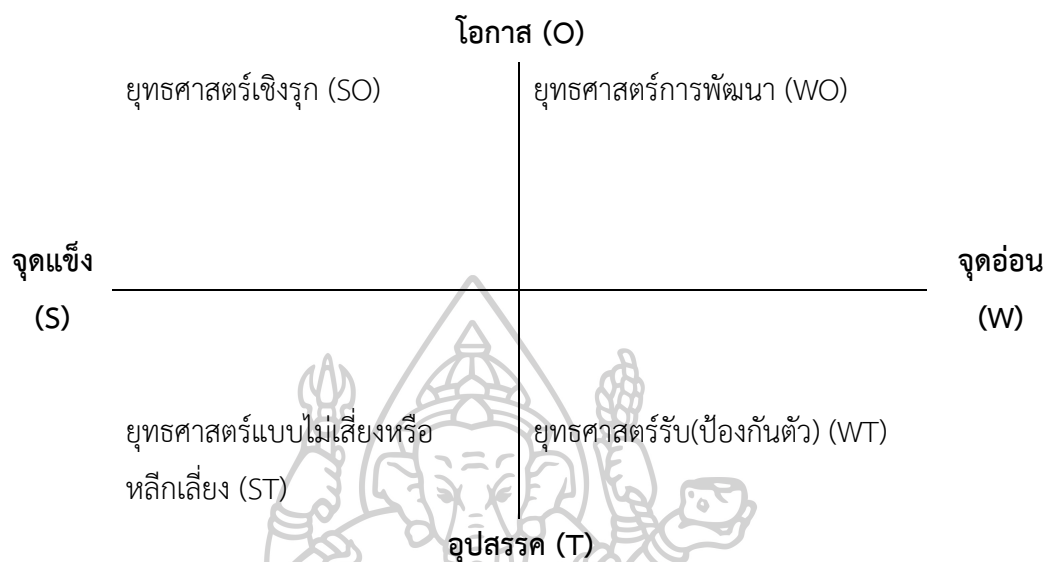 โอกาส (O)
ยุทธศาสตร์เชิงรุก (SO)
ยุทธศาสตร์การพัฒนา (WO)
จุดแข็ง
(S)
จุดอ่อน
(W)
ยุทธศาสตร์แบบไม่เสี่ยงหรือ
หลีกเลี่ยง (ST)
ยุทธศาสตร์รับ(ป้องกันตัว) (WT)
อุปสรรค (T)